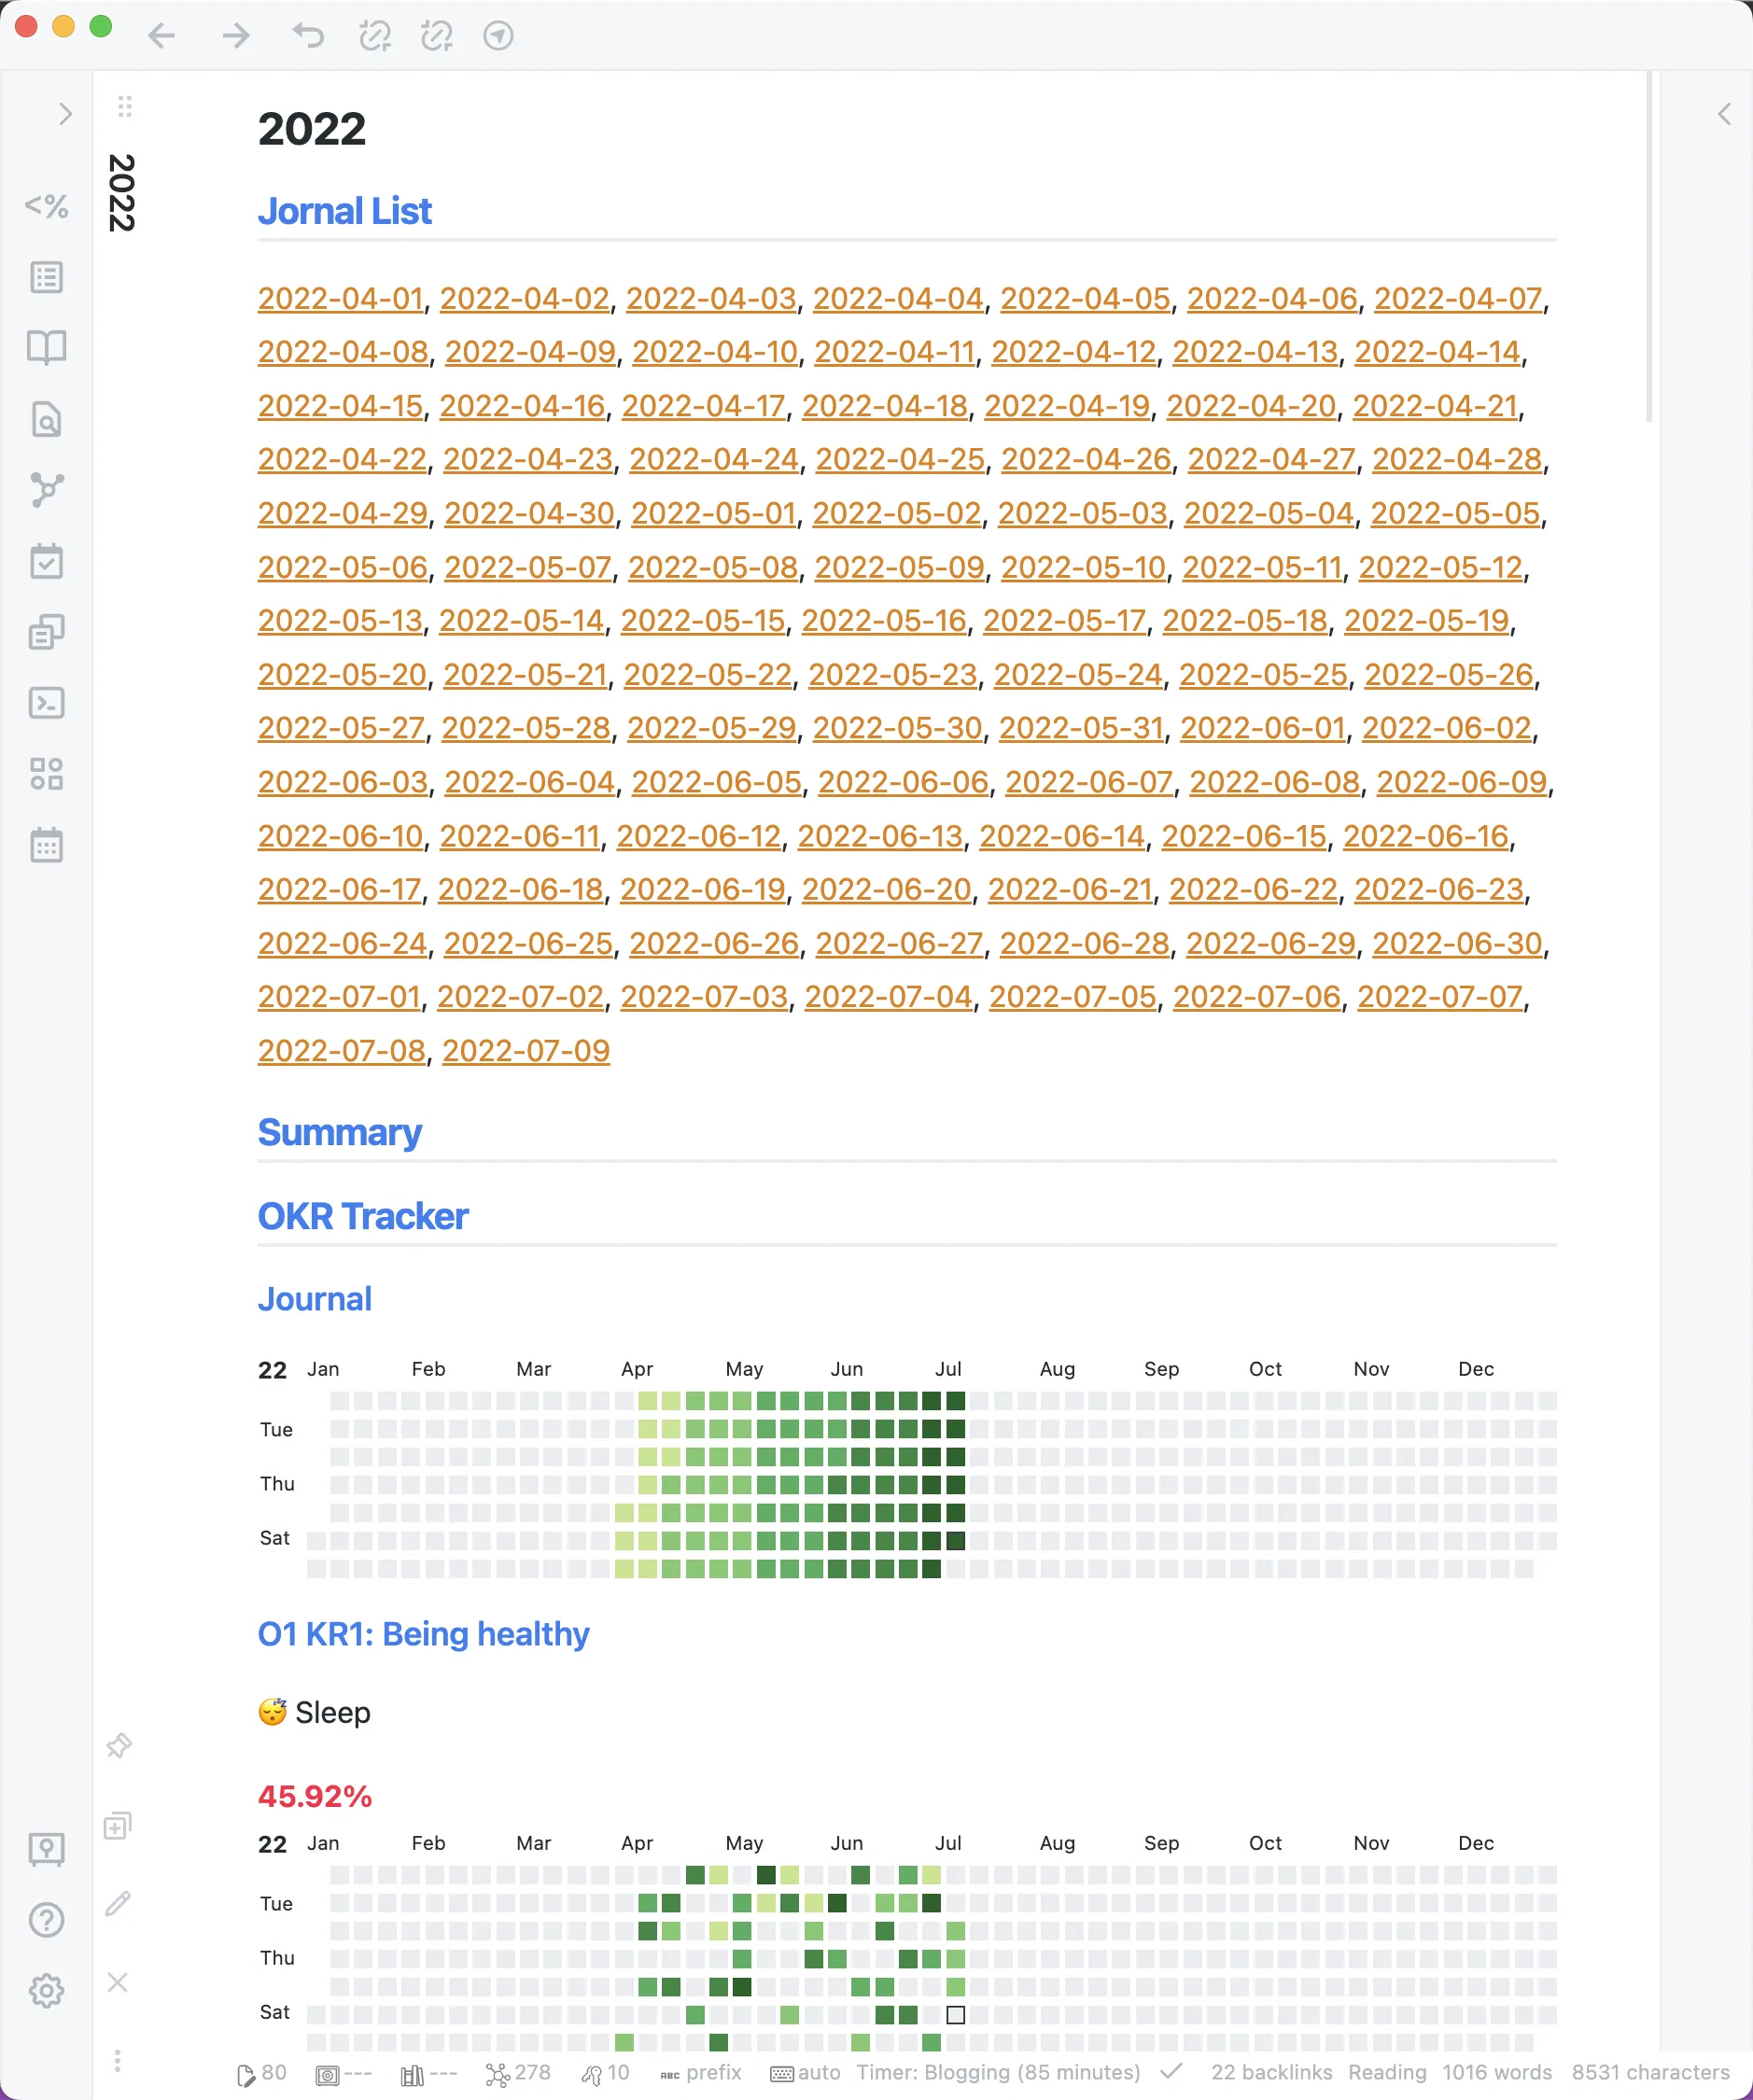 2022
<%
2022
Jornal List
2022-04-01, 2022-04-02, 2022-04-03, 2022-04-04, 2022-04-05, 2022-04-06, 2022-04-07,
2022-04-08, 2022-04-09, 2022-04-10, 2022-04-11, 2022-04-12, 2022-04-13, 2022-04-14,
2022-04-15, 2022-04-16, 2022-04-17, 2022-04-18, 2022-04-19, 2022-04-20, 2022-04-21,
2022-04-22, 2022-04-23, 2022-04-24, 2022-04-25, 2022-04-26, 2022-04-27, 2022-04-28,
2022-04-29, 2022-04-30, 2022-05-01, 2022-05-02, 2022-05-03, 2022-05-04, 2022-05-05,
2022-05-06, 2022-05-07, 2022-05-08, 2022-05-09, 2022-05-10, 2022-05-11, 2022-05-12,
2022-05-13, 2022-05-14, 2022-05-15, 2022-05-16, 2022-05-17, 2022-05-18, 2022-05-19,
2022-05-20, 2022-05-21, 2022-05-22, 2022-05-23, 2022-05-24, 2022-05-25, 2022-05-26,
2022-05-27, 2022-05-28, 2022-05-29, 2022-05-30, 2022-05-31, 2022-06-01, 2022-06-02,
2022-06-03, 2022-06-04, 2022-06-05, 2022-06-06, 2022-06-07, 2022-06-08, 2022-06-09,
2022-06-10, 2022-06-11, 2022-06-12, 2022-06-13, 2022-06-14, 2022-06-15, 2022-06-16,
2022-06-17, 2022-06-18, 2022-06-19, 2022-06-20, 2022-06-21, 2022-06-22, 2022-06-23,
2022-06-24, 2022-06-25, 2022-06-26, 2022-06-27, 2022-06-28, 2022-06-29, 2022-06-30,
2022-07-01, 2022-07-02, 2022-07-03, 2022-07-04, 2022-07-05, 2022-07-06, 2022-07-07,
2022-07-08, 2022-07-09
Summary
OKR Tracker
Journal
22 Jan Feb Mar Apr May Jun Jul Aug Sep Oct Nov Dec
Tue
Thu
Sat
O1 KR1: Being healthy
😴 Sleep
45.92%
22 Jan Feb Mar Apr May Jun Jul Aug Sep Oct Nov Dec
Tue
Thu
Sat
80 --- --- 278 10 ABC prefix auto Timer: Blogging (85 minutes) ✓ 22 backlinks Reading 1016 words 8531 characters